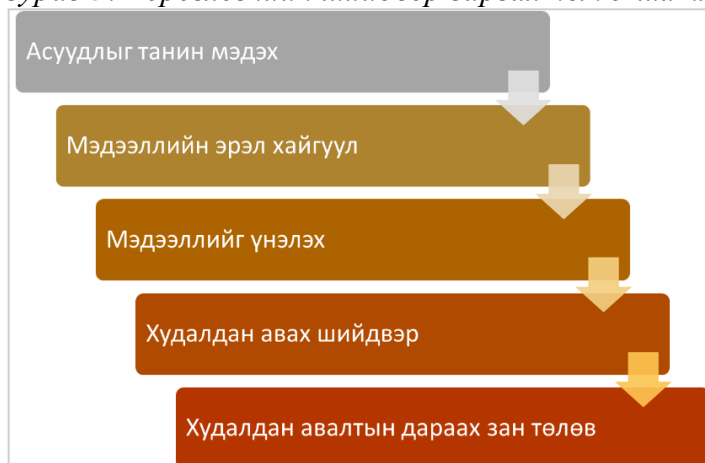 Асуудлыг танин мэдэх
Мэдээллийн эрэл хайгуул
Мэдээллийг үнэлэх
Худалдан авах шийдвэр
Худалдан авалтын дараах зан төлөв